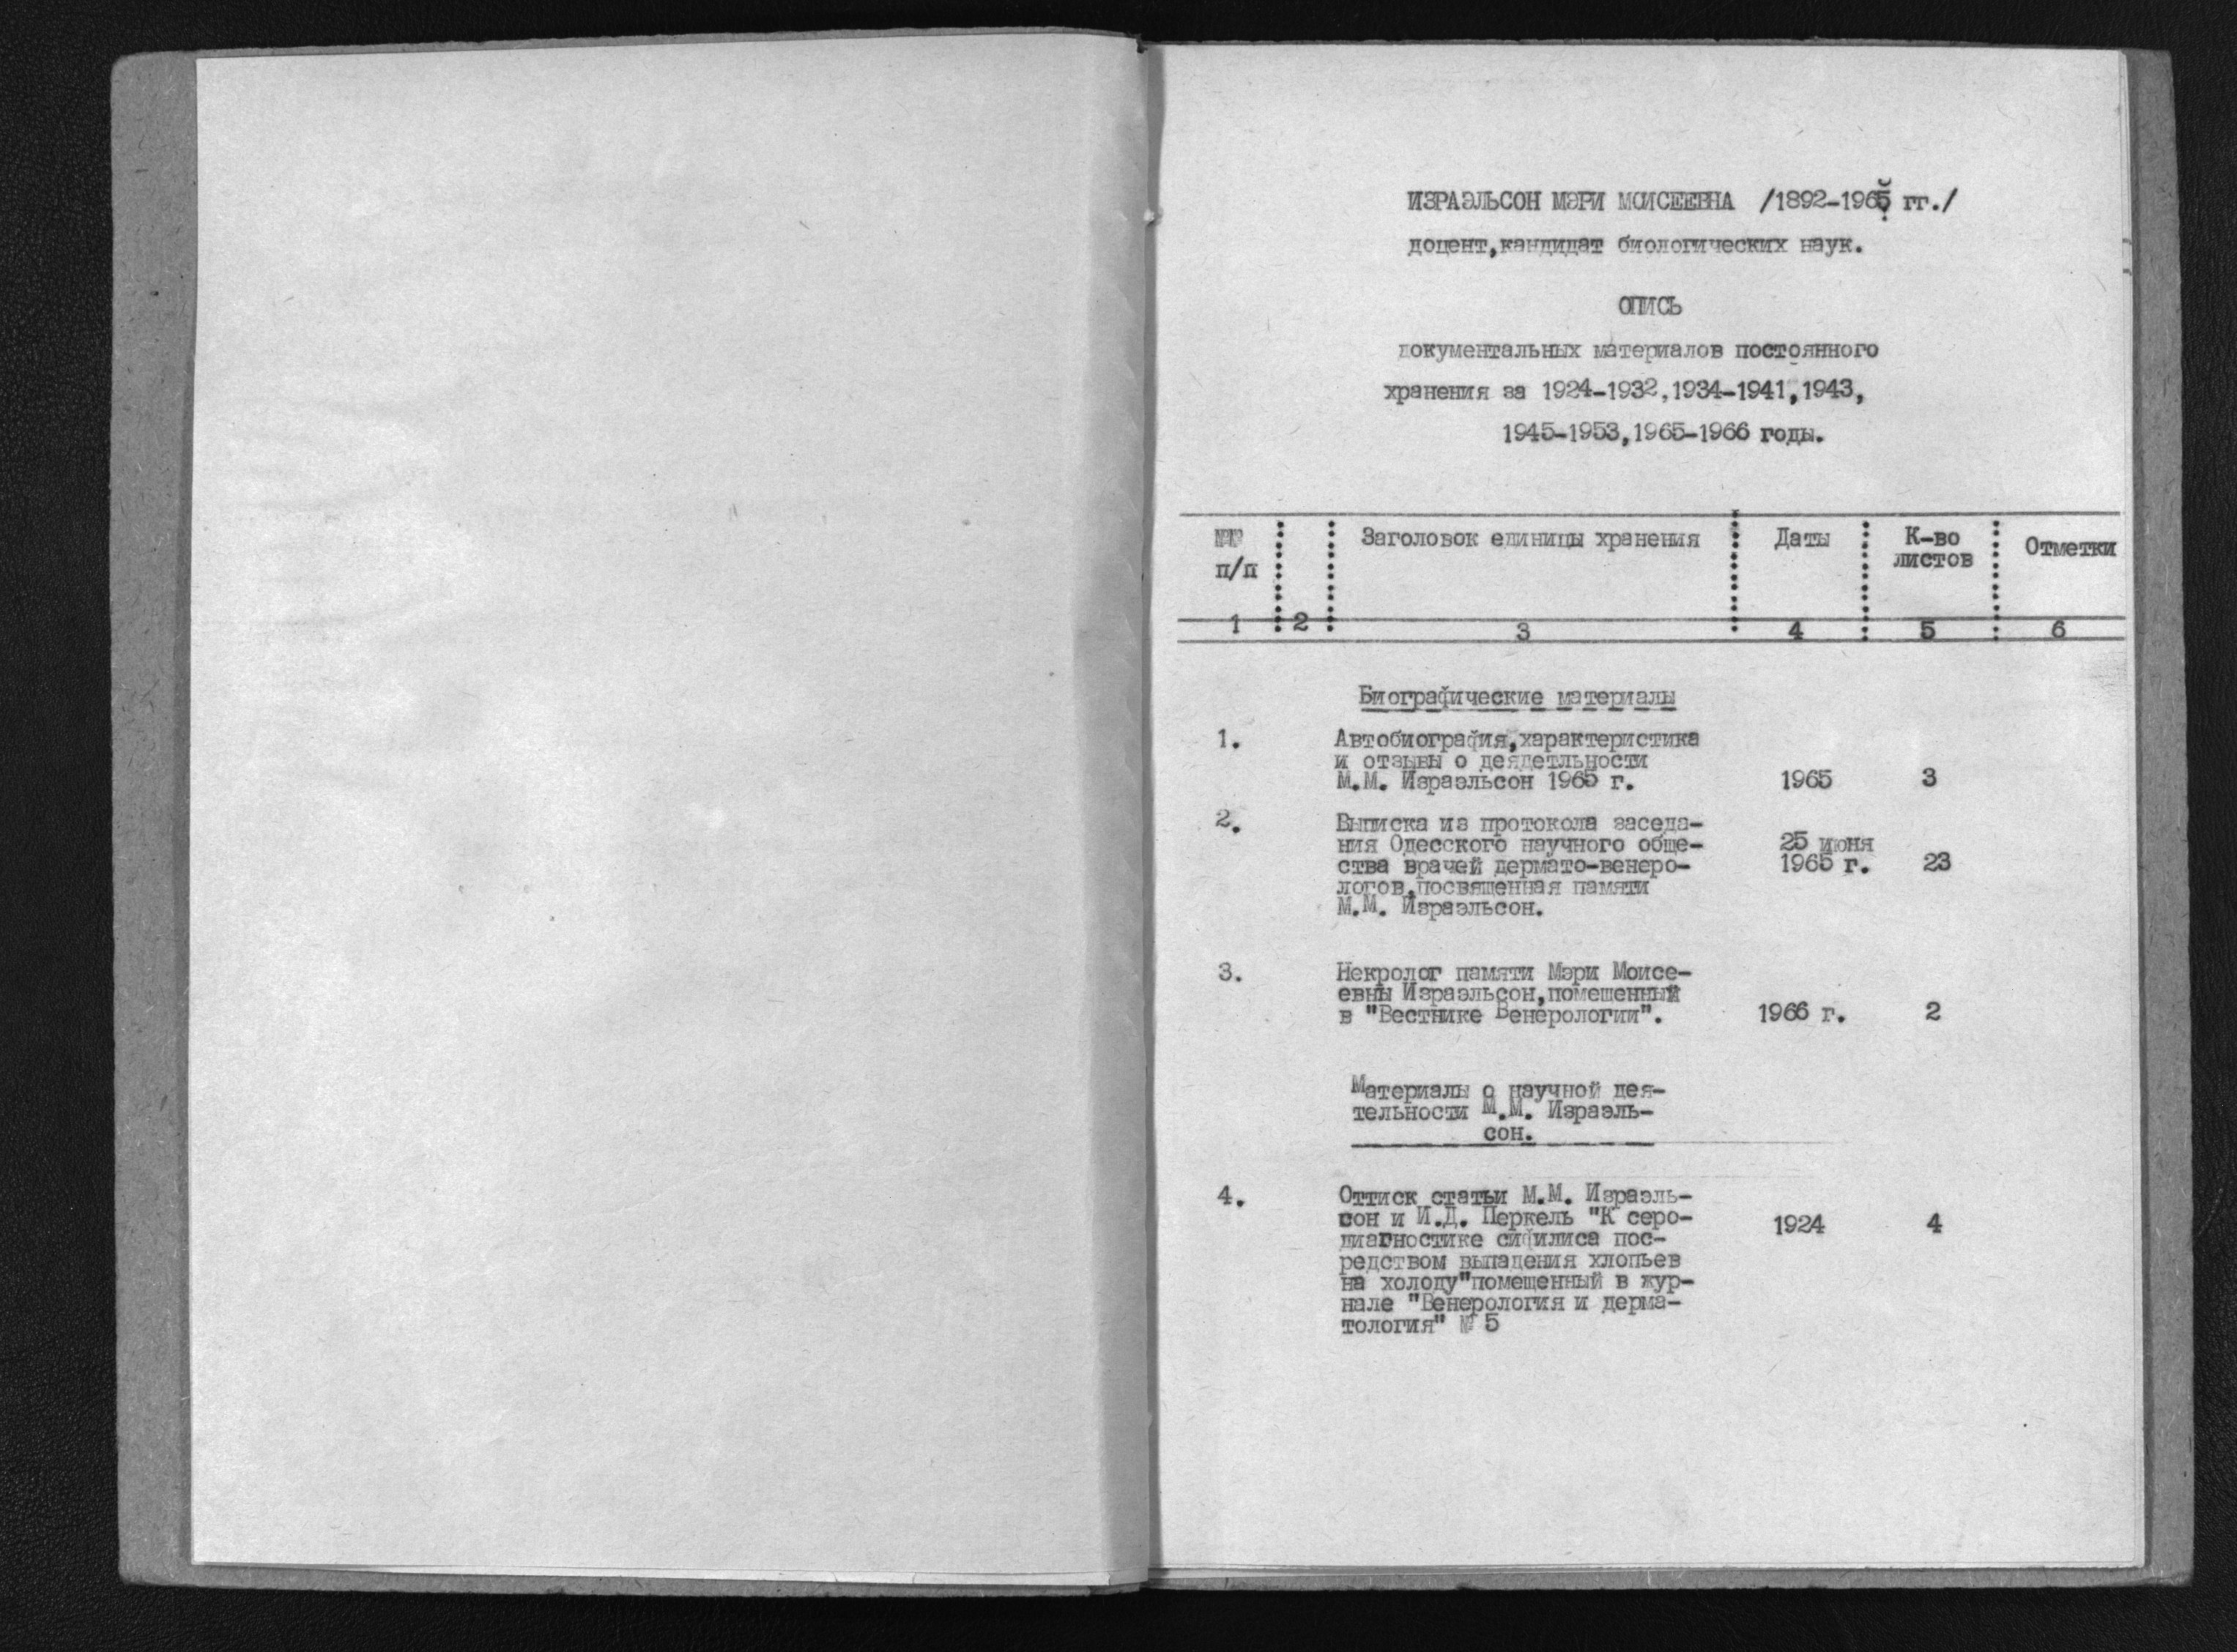 ИЗРАЭЛЬСОН МЭРИ МОИСЕЕВНА /1892-1965 гг./
доцент,кандидат биологических наук.
ОПИСЬ
документальных материалов постоянного
хранения за 1924-1932,1934-1941,1943,
1945-1953,1965-1966 годы.
№№ п/п Заголовок единицы хранения Даты К-во листов Отметки
1 2 3 4 5 6
Биографические материалы
1. Автобиография,характеристика
и отзывы о деядетльности
М.М. Израэльсон 1965 г. 1965 3
2. Выписка из протокола заседа-
ния Одесского научного обще- 25 июня
ства врачей дермато-венеро- 1965 г. 23
логов,посвященная памяти
М.М. Израэльсон.
3. Некролог памяти Мэри Моисе-
евны Израэльсон,помещенный
в "Вестнике Венерологии". 1966 г. 2
Материалы о научной дея-
тельности М.М. Израэль-
сон.
4. Оттиск статьи М.М. Израэль-
сон и И.Д. Перкель "К серо- 1924 4
диагностике сифилиса пос-
редством выпадения хлопьев
на холоду"помещенный в жур-
нале "Венерология и дерма-
тология" № 5